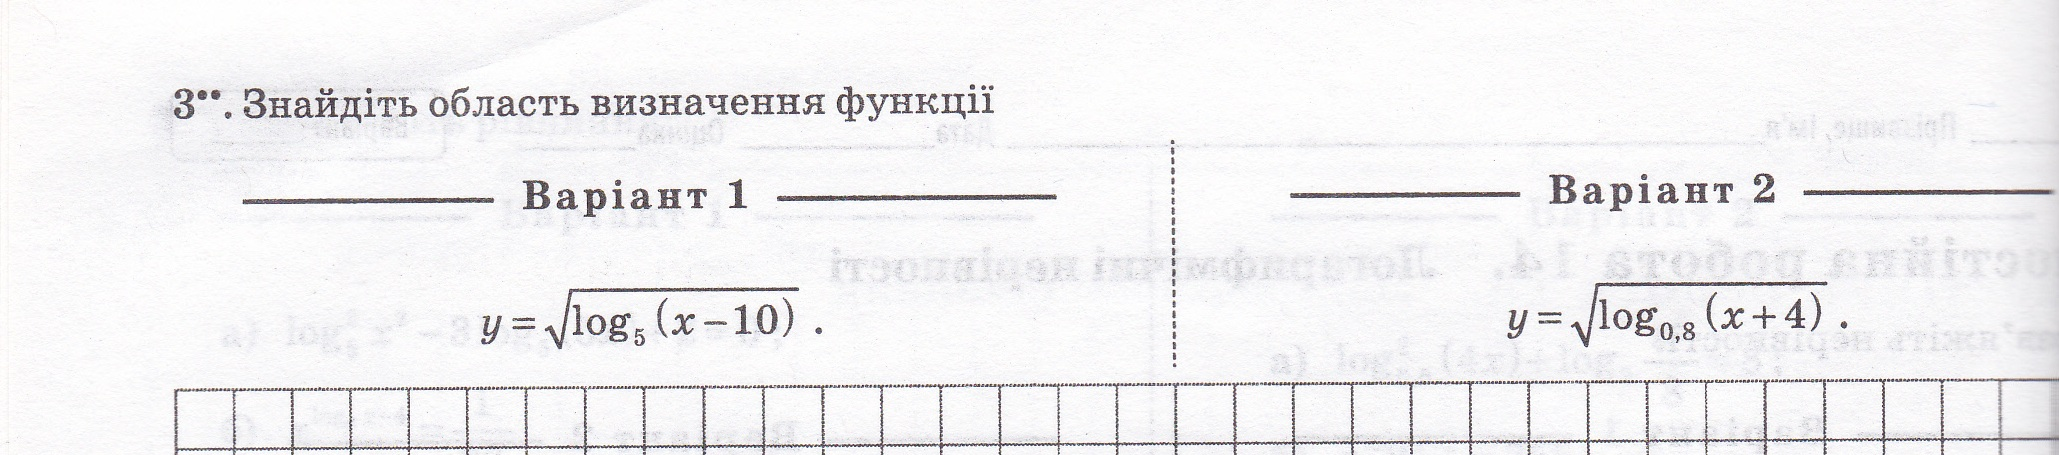 3••. Знайдіть область визначення функції
Варіант 1
y = √log₅(x−10) .
Варіант 2
y = √log₀,₈(x+4) .